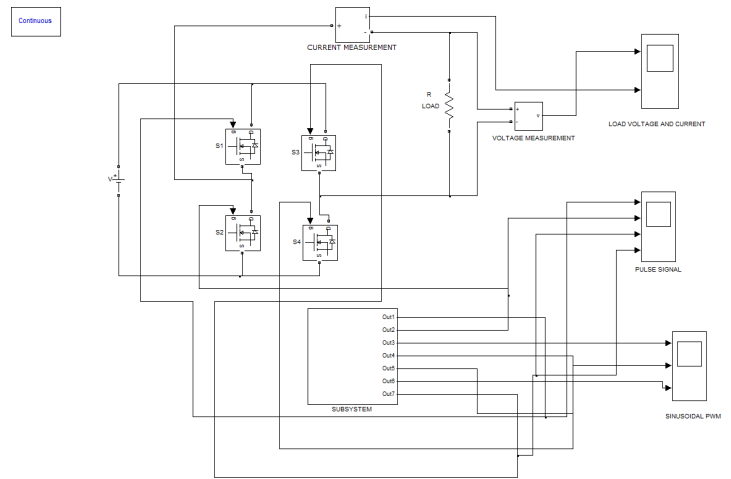 Continuous
i
+
-
CURRENT MEASUREMENT
R
LOAD
+
-
v
VOLTAGE MEASUREMENT
LOAD VOLTAGE AND CURRENT
g
D
S1
S
g
D
S3
S
V
+
g
D
S2
S
g
D
S4
S
PULSE SIGNAL
Out1
Out2
Out3
Out4
Out5
Out6
Out7
SUBSYSTEM
SINUSOIDAL PWM